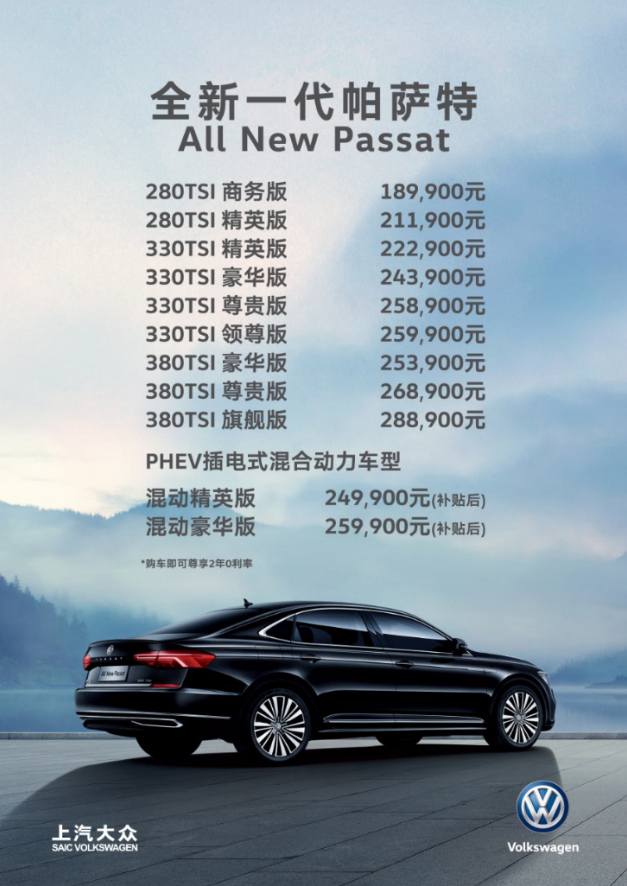 全新一代帕萨特
All New Passat
280TSI 商务版 189,900元
280TSI 精英版 211,900元
330TSI 精英版 222,900元
330TSI 豪华版 243,900元
330TSI 尊贵版 258,900元
330TSI 领尊版 259,900元
380TSI 豪华版 253,900元
380TSI 尊贵版 268,900元
380TSI 旗舰版 288,900元
PHEV插电式混合动力车型
混动精英版 249,900元(补贴后)
混动豪华版 259,900元(补贴后)
*购车即可尊享2年0利率
All New Passat
上汽大众
SAIC VOLKSWAGEN
Volkswagen